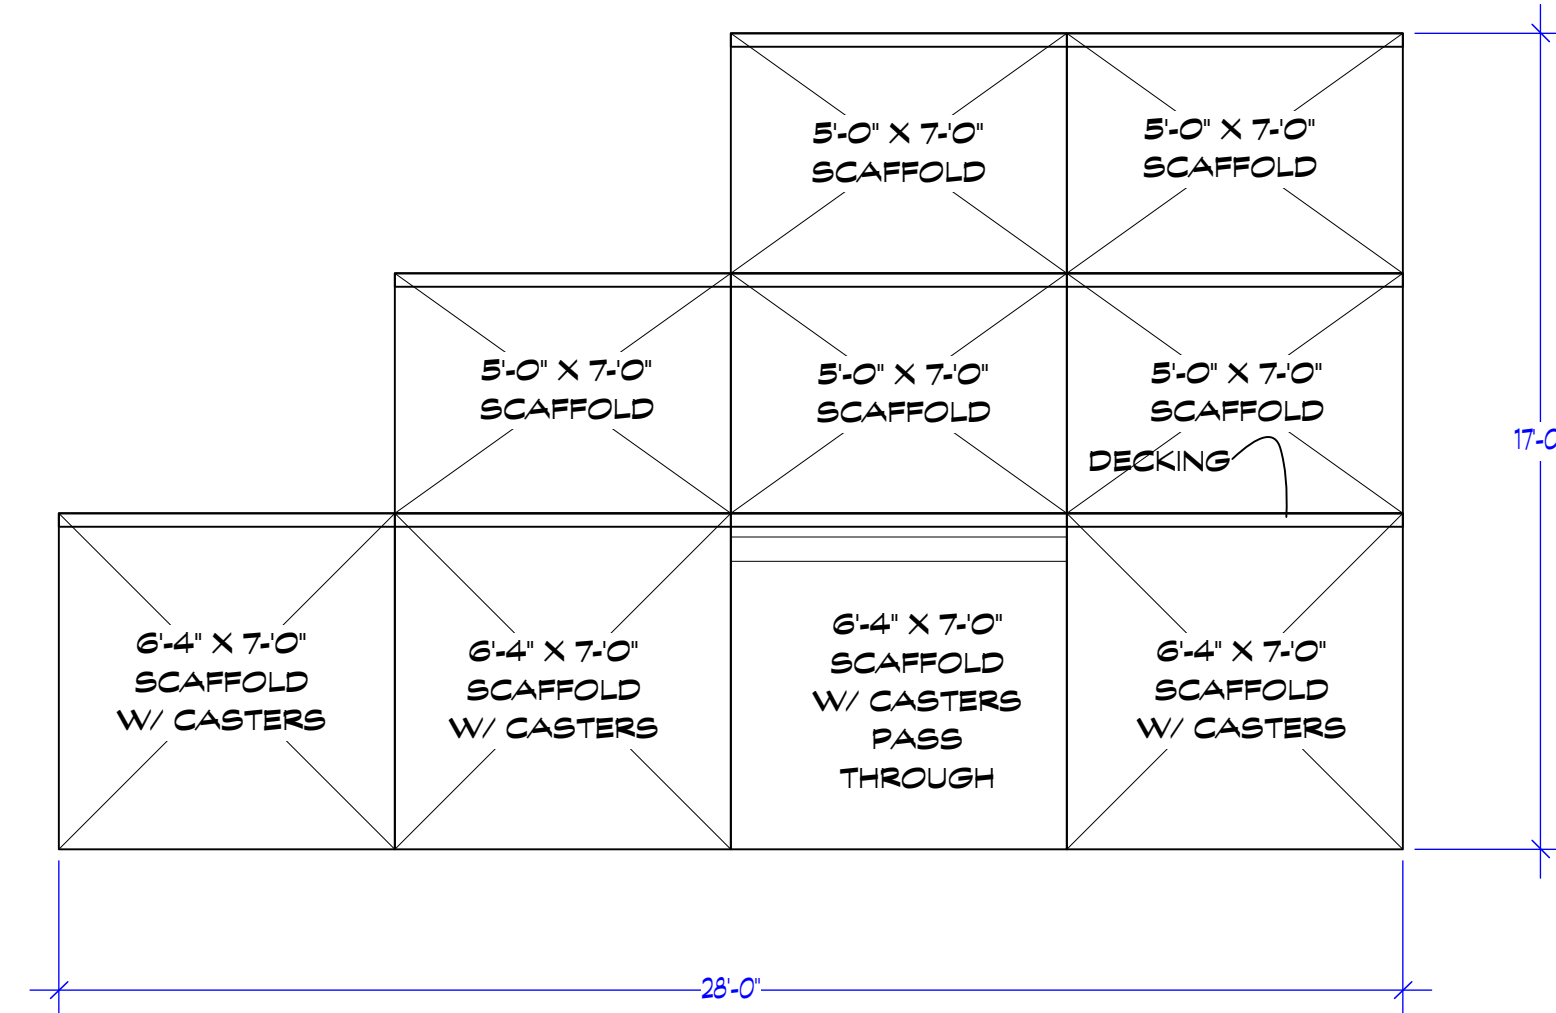 5'-0" X 7-'0"
SCAFFOLD
5'-0" X 7-'0"
SCAFFOLD
5'-0" X 7-'0"
SCAFFOLD
5'-0" X 7-'0"
SCAFFOLD
5'-0" X 7-'0"
SCAFFOLD
DECKING
17'-0
6'-4" X 7-'0"
SCAFFOLD
W/ CASTERS
6'-4" X 7-'0"
SCAFFOLD
W/ CASTERS
6'-4" X 7-'0"
SCAFFOLD
W/ CASTERS
PASS
THROUGH
6'-4" X 7-'0"
SCAFFOLD
W/ CASTERS
28'-0"